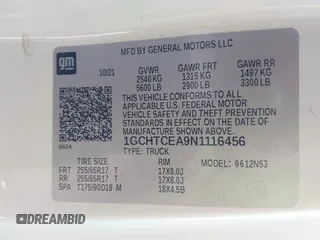 MFD BY GENERAL MOTORS LLC
gm
10/21 GVWR GAWR FRT GAWR RR
2540 KG 1315 KG 1497 KG
5600 LB 2900 LB 3300 LB
THIS VEHICLE CONFORMS TO ALL APPLICABLE
U.S. FEDERAL MOTOR VEHICLE SAFETY AND
THEFT PREVENTION STANDARDS IN EFFECT ON
THE DATE OF MANUFACTURE SHOWN ABOVE.
1GCHTCEA9N1116456
TYPE: TRUCK
MODEL: 9612N53
TIRE SIZE RIM
FRT 255/65R17 T 17X8.0J
RR 255/65R17 T 17X8.0J
SPA T175/90D18 M 18X4.5B
© DAMAGEBID